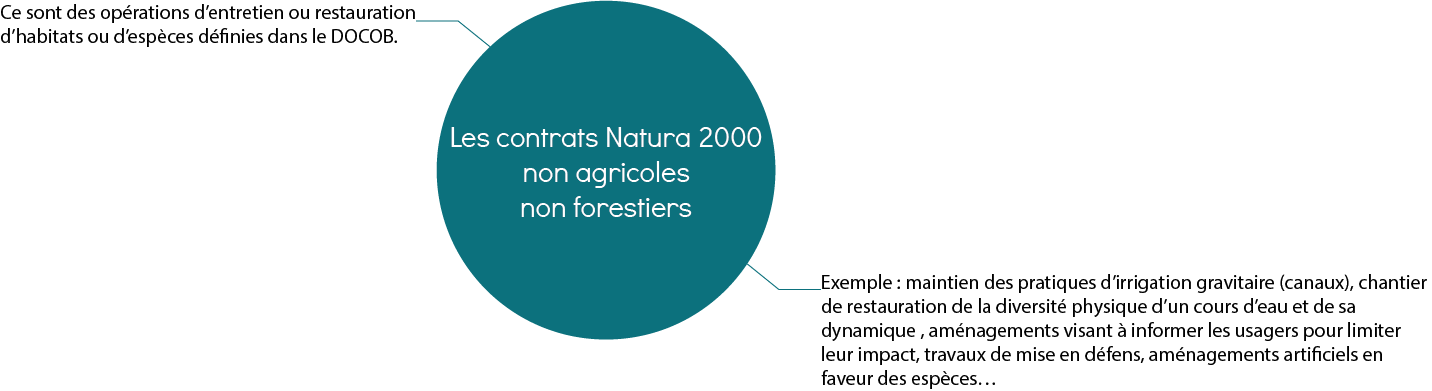 Ce sont des opérations d’entretien ou restauration
d’habitats ou d’espèces définies dans le DOCOB.
Les contrats Natura 2000
non agricoles
non forestiers
Exemple : maintien des pratiques d’irrigation gravitaire (canaux), chantier
de restauration de la diversité physique d’un cours d’eau et de sa
dynamique , aménagements visant à informer les usagers pour limiter
leur impact, travaux de mise en défens, aménagements artificiels en
faveur des espèces…